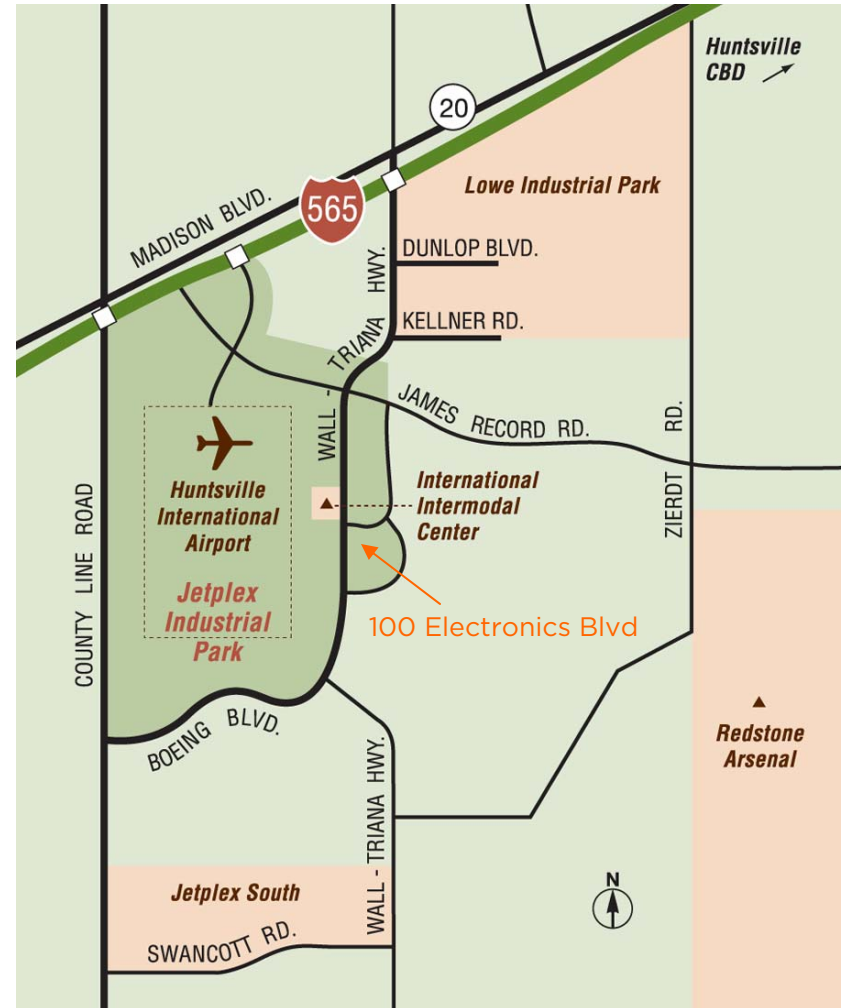 Huntsville
CBD
20
Lowe Industrial Park
565
MADISON BLVD.
DUNLOP BLVD.
KELLNER RD.
WALL - TRIANA HWY.
JAMES RECORD RD.
ZIERDT RD.
COUNTY LINE ROAD
Huntsville
International
Airport
International
Intermodal
Center
Jetplex
Industrial
Park
100 Electronics Blvd
BOEING BLVD.
Redstone
Arsenal
WALL - TRIANA HWY.
Jetplex South
SWANCOTT RD.
N